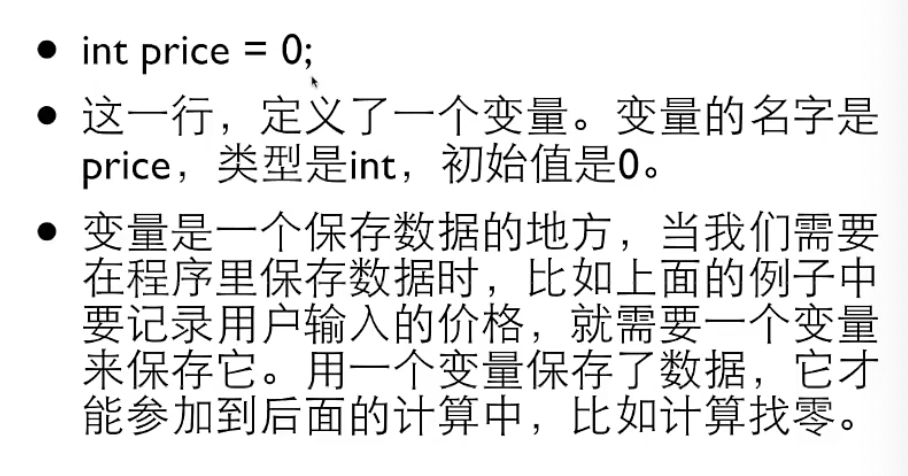 • int price = 0;
• 这一行，定义了一个变量。变量的名字是
price，类型是int，初始值是0。
• 变量是一个保存数据的地方，当我们需要
在程序里保存数据时，比如上面的例子中
要记录用户输入的价格，就需要一个变量
来保存它。用一个变量保存了数据，它才
能参加到后面的计算中，比如计算找零。